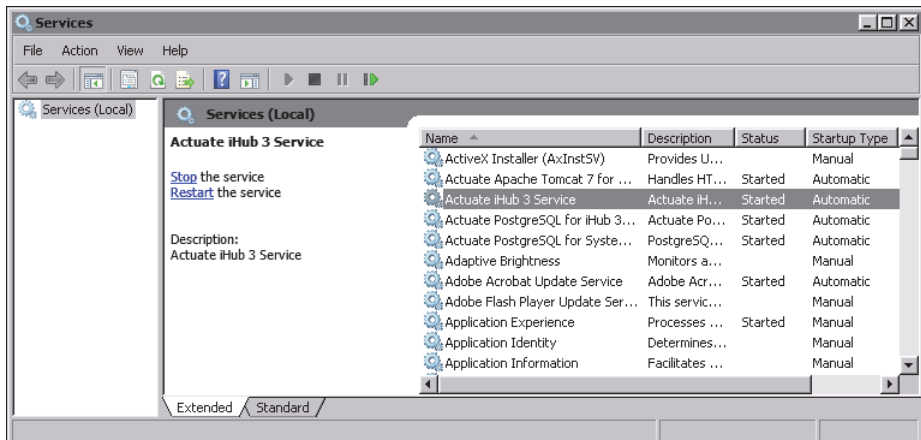 Services
File Action View Help
Services (Local)
Services (Local)
Actuate iHub 3 Service
Stop the service
Restart the service
Description:
Actuate iHub 3 Service
Name Description Status Startup Type
ActiveX Installer (AxInstSV) Provides U... Manual
Actuate Apache Tomcat 7 for ... Handles HT... Started Automatic
Actuate iHub 3 Service Actuate iH... Started Automatic
Actuate PostgreSQL for iHub 3... Actuate Po... Started Automatic
Actuate PostgreSQL for Syste... PostgreSQ... Started Automatic
Adaptive Brightness Monitors a... Manual
Adobe Acrobat Update Service Adobe Acr... Started Automatic
Adobe Flash Player Update Ser... This servic... Manual
Application Experience Processes ... Started Manual
Application Identity Determines... Manual
Application Information Facilitates ... Manual
Extended Standard